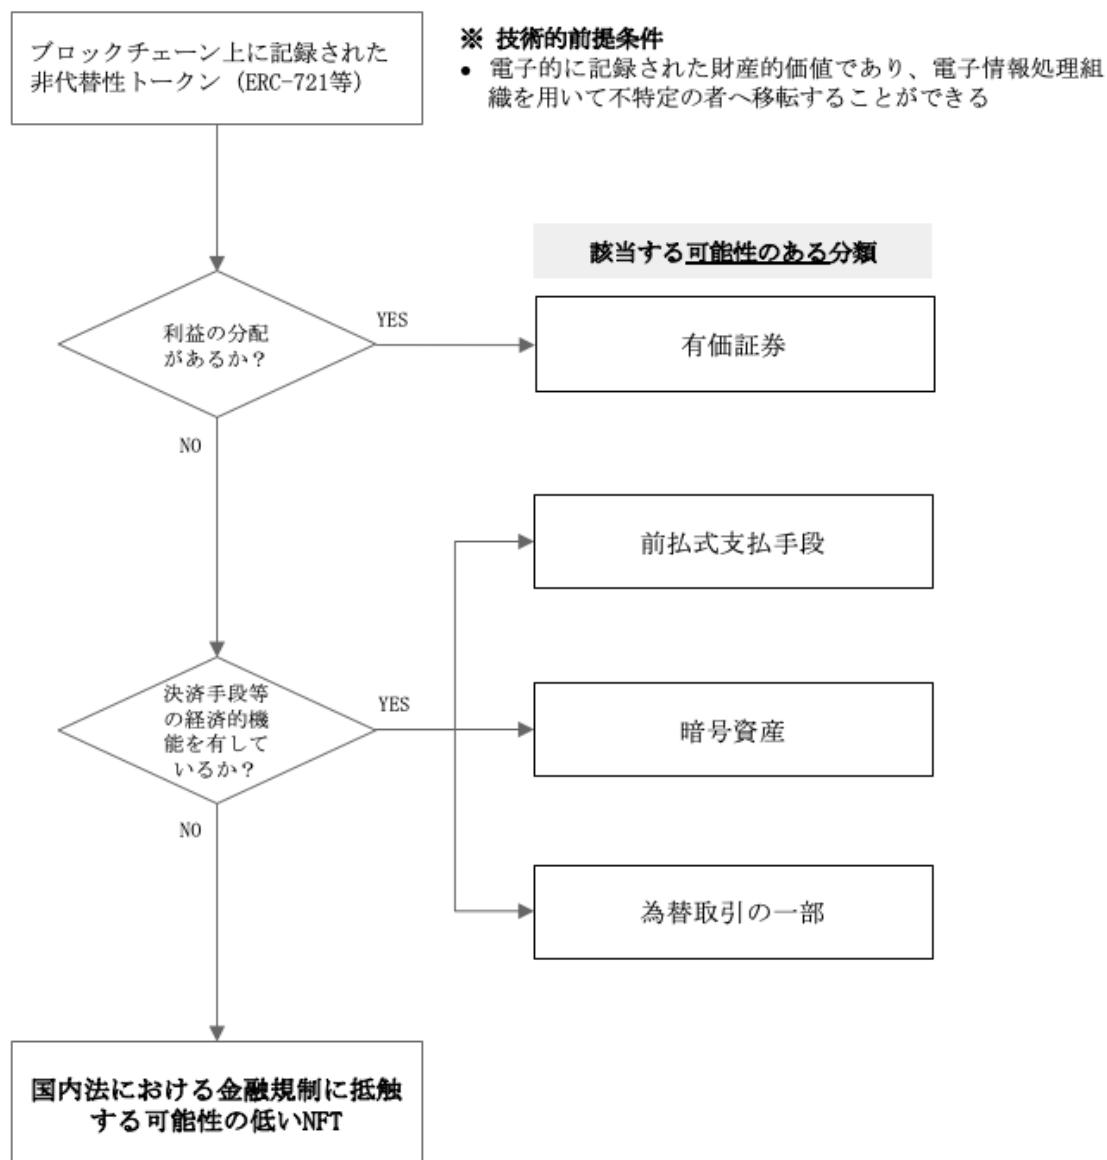 ブロックチェーン上に記録された
非代替性トークン（ERC-721等）
※ 技術的前提条件
• 電子的に記録された財産的価値であり、電子情報処理組
織を用いて不特定の者へ移転することができる
該当する可能性のある分類
利益の分配
があるか？
YES
有価証券
NO
前払式支払手段
決済手段等
の経済的機
能を有して
いるか？
YES
暗号資産
NO
為替取引の一部
国内法における金融規制に抵触
する可能性の低いNFT